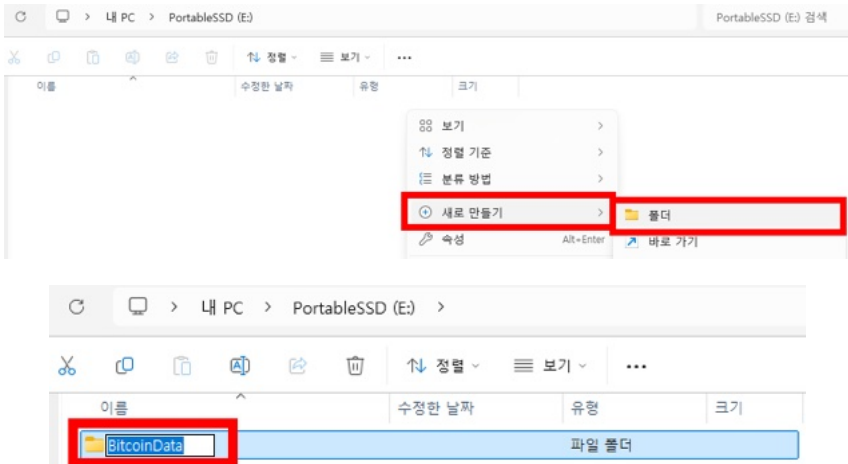 내 PC > PortableSSD (E:)
PortableSSD (E:) 검색
정렬 보기 ...
이름 수정한 날짜 유형 크기
보기 >
정렬 기준 >
분류 방법 >
새로 만들기 >
폴더
속성 Alt+Enter
바로 가기
내 PC > PortableSSD (E:) >
정렬 보기 ...
이름 수정한 날짜 유형 크기
BitcoinData 파일 폴더